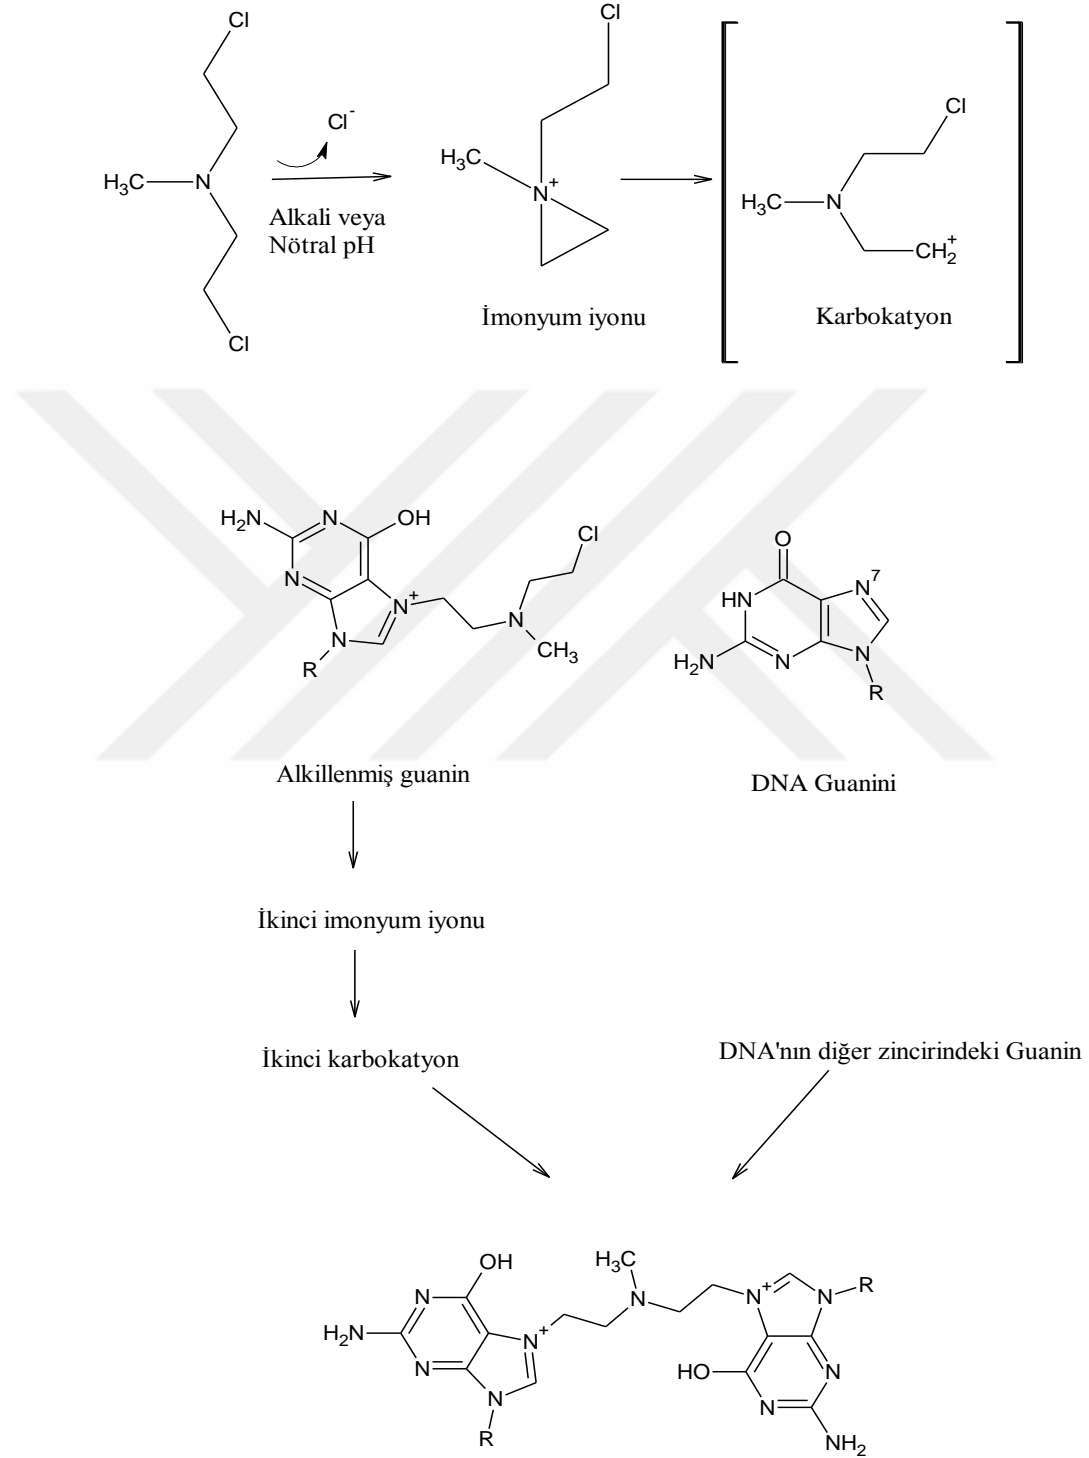 Cl
Cl⁻
H₃C N
Alkali veya
Nötral pH
Cl
Cl
H₃C
N⁺
İmonyum iyonu
Cl
H₃C N
CH₂⁺
Karbokatyon
H₂N N OH
N
N⁺
N
R
Cl
N
CH₃
Alkillenmiş guanin
O
HN
N⁷
H₂N N N
R
DNA Guanini
İkinci imonyum iyonu
İkinci karbokatyon
DNA'nın diğer zincirindeki Guanin
OH
N
H₂N
N
N⁺
N
R
H₃C
N
N⁺
N R
HO
N
N
NH₂